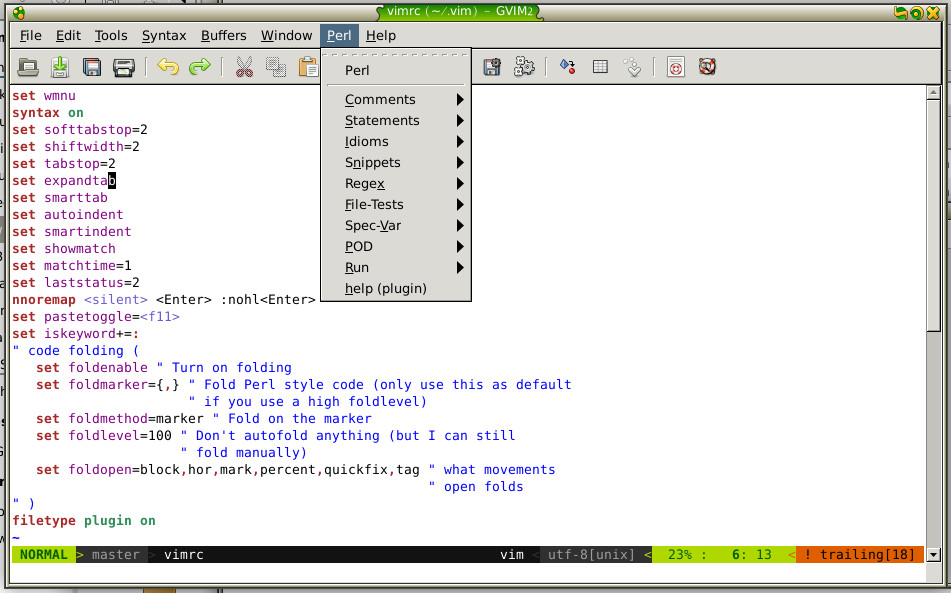 vimrc (~/.vim) – GVIM2
File Edit Tools Syntax Buffers Window Perl Help
Perl
Comments
Statements
Idioms
Snippets
Regex
File-Tests
Spec-Var
POD
Run
help (plugin)
set wmnu
syntax on
set softtabstop=2
set shiftwidth=2
set tabstop=2
set expandtab
set smarttab
set autoindent
set smartindent
set showmatch
set matchtime=1
set laststatus=2
nnoremap <silent> <Enter> :nohl<Enter>
set pastetoggle=<f11>
set iskeyword+=:
" code folding (
set foldenable " Turn on folding
set foldmarker={,} " Fold Perl style code (only use this as default
" if you use a high foldlevel)
set foldmethod=marker " Fold on the marker
set foldlevel=100 " Don't autofold anything (but I can still
" fold manually)
set foldopen=block,hor,mark,percent,quickfix,tag " what movements
" open folds
" )
filetype plugin on
~
NORMAL > master > vimrc vim < utf-8[unix] < 23% : 6: 13 < ! trailing[18]